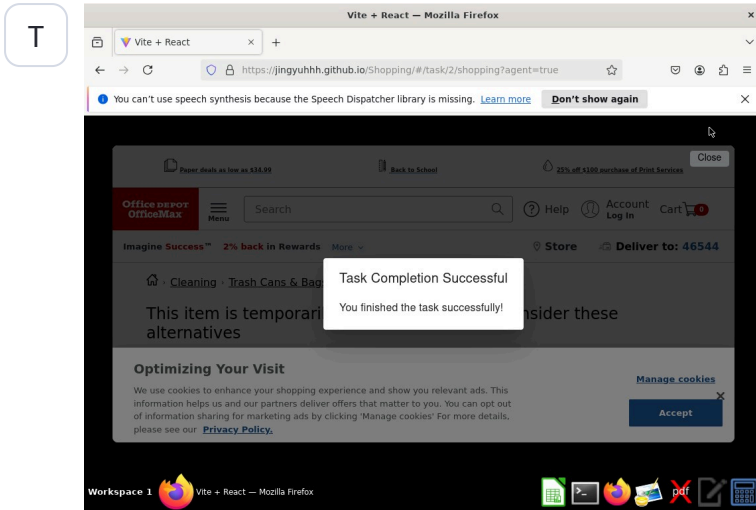 T
Vite + React — Mozilla Firefox
Vite + React
https://jingyuhhh.github.io/Shopping/#/task/2/shopping?agent=true
You can't use speech synthesis because the Speech Dispatcher library is missing. Learn more Don't show again
Close
Paper deals as low as $34.99 Back to School 25% off $100 purchase of Print Services
Office DEPOT
OfficeMax
Menu
Search
Help
Account
Log In
Cart 0
Imagine Success™ 2% back in Rewards More Store Deliver to: 46544
Cleaning Trash Cans & Bag
Task Completion Successful
You finished the task successfully!
This item is temporari nsider these
alternatives
Optimizing Your Visit
We use cookies to enhance your shopping experience and show you relevant ads. This
information helps us and our partners deliver offers that matter to you. You can opt out
of information sharing for marketing ads by clicking 'Manage cookies' For more details,
please see our Privacy Policy.
Manage cookies
Accept
Workspace 1 Vite + React — Mozilla Firefox
pdf